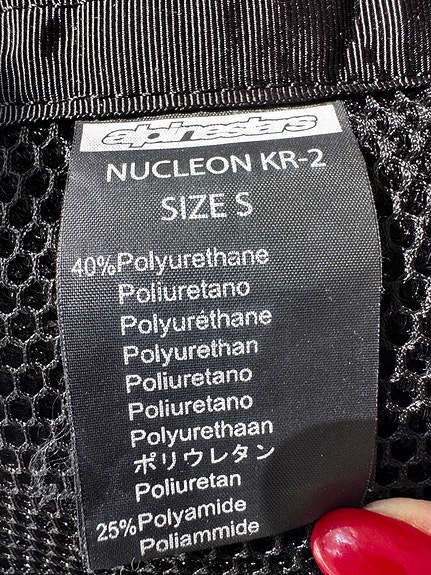 alpinestars
NUCLEON KR-2
SIZE S
40%Polyurethane
Poliuretano
Polyuréthane
Polyurethan
Poliuretano
Poliuretano
Polyurethaan
ポリウレタン
Poliuretan
25%Polyamide
Poliammide